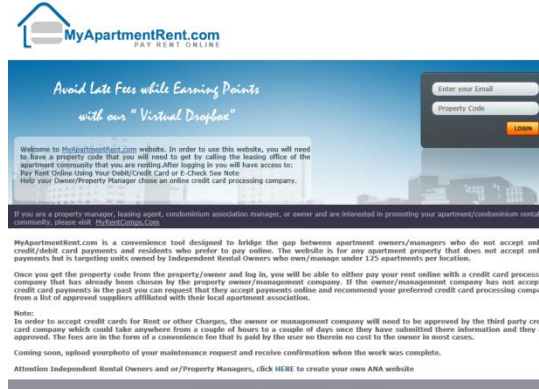 MyApartmentRent.com
PAY RENT ONLINE
Avoid Late Fees while Earning Points
with our " Virtual Dropbox"
Enter your Email
Property Code
LOGIN
Welcome to MyApartmentRent.com website. In order to use this website, you will need
to have a property code that you will need to get by calling the leasing office of the
apartment community that you are renting.After logging in you will have access to:
Pay Rent Online Using Your Debit/Credit Card or E-Check See Note
Help your Owner/Property Manager chose an online credit card processing company.
If you are a property manager, leasing agent, condominium association manager, or owner and are interested in promoting your apartment/condominium rental
community, please visit MyRentComps.Com
MyApartmentRent.com is a convenience tool designed to bridge the gap between apartment owners/managers who do not accept onl
credit/debit card payments and residents who prefer to pay online. The website is for any apartment property that does not accept onl
payments but is targeting units owned by Independent Rental Owners who own/manage under 125 apartments per location.
Once you get the property code from the property/owner and log in, you will be able to either pay your rent online with a credit card process
company that has already been chosen by the property owner/management company. If the owner/management company has not accep
credit card payments in the past you can request that they accept payments online and recommend your preferred credit card processing compa
from a list of approved suppliers affiliated with their local apartment association.
Note:
In order to accept credit cards for Rent or other Charges, the owner or management company will need to be approved by the third party cre
card company which could take anywhere from a couple of hours to a couple of days once they have submitted there information and they a
approved. The fees are in the form of a convenience fee that is paid by the user no therein no cost to the owner in most cases.
Coming soon, upload yourphoto of your maintenance request and receive confirmation when the work was complete.
Attention Independent Rental Owners and or/Property Managers, click HERE to create your own ANA website